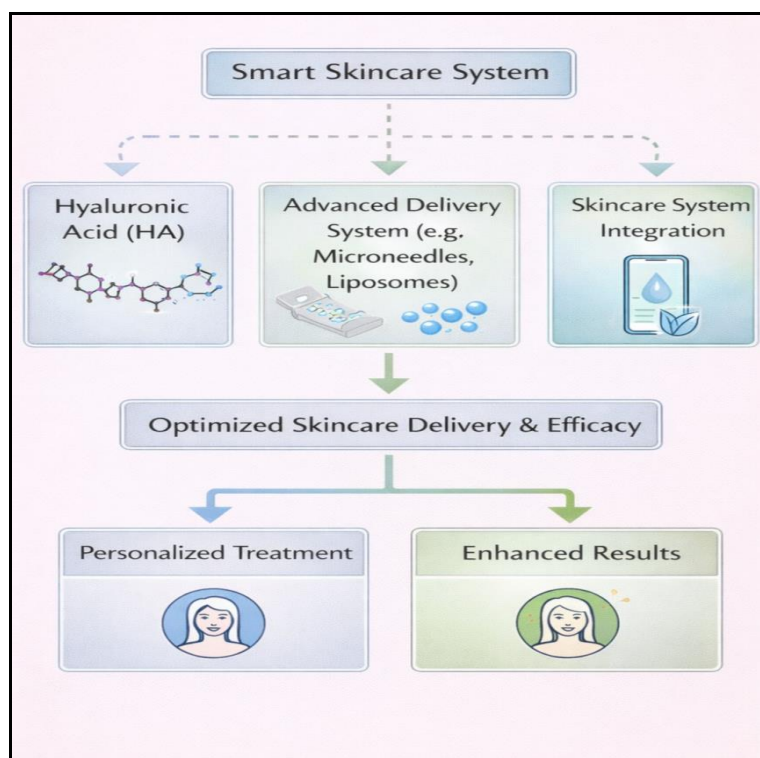 Smart Skincare System
Hyaluronic
Acid (HA)
Advanced Delivery
System (e.g,
Microneedles,
Liposomes)
Skincare System
Integration
Optimized Skincare Delivery & Efficacy
Personalized Treatment
Enhanced Results